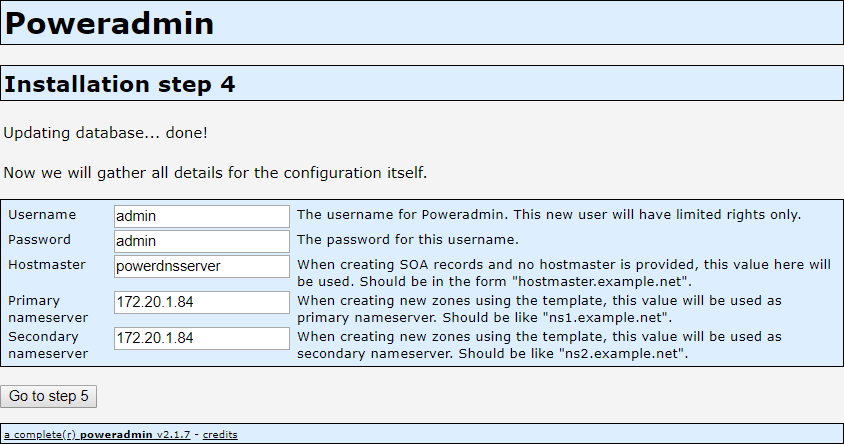 Poweradmin
Installation step 4
Updating database... done!
Now we will gather all details for the configuration itself.
Username admin The username for Poweradmin. This new user will have limited rights only.
Password admin The password for this username.
Hostmaster powerdnsserver When creating SOA records and no hostmaster is provided, this value here will
be used. Should be in the form "hostmaster.example.net".
Primary 172.20.1.84 When creating new zones using the template, this value will be used as
nameserver primary nameserver. Should be like "ns1.example.net".
Secondary 172.20.1.84 When creating new zones using the template, this value will be used as
nameserver secondary nameserver. Should be like "ns2.example.net".
Go to step 5
a complete(r) poweradmin v2.1.7 - credits